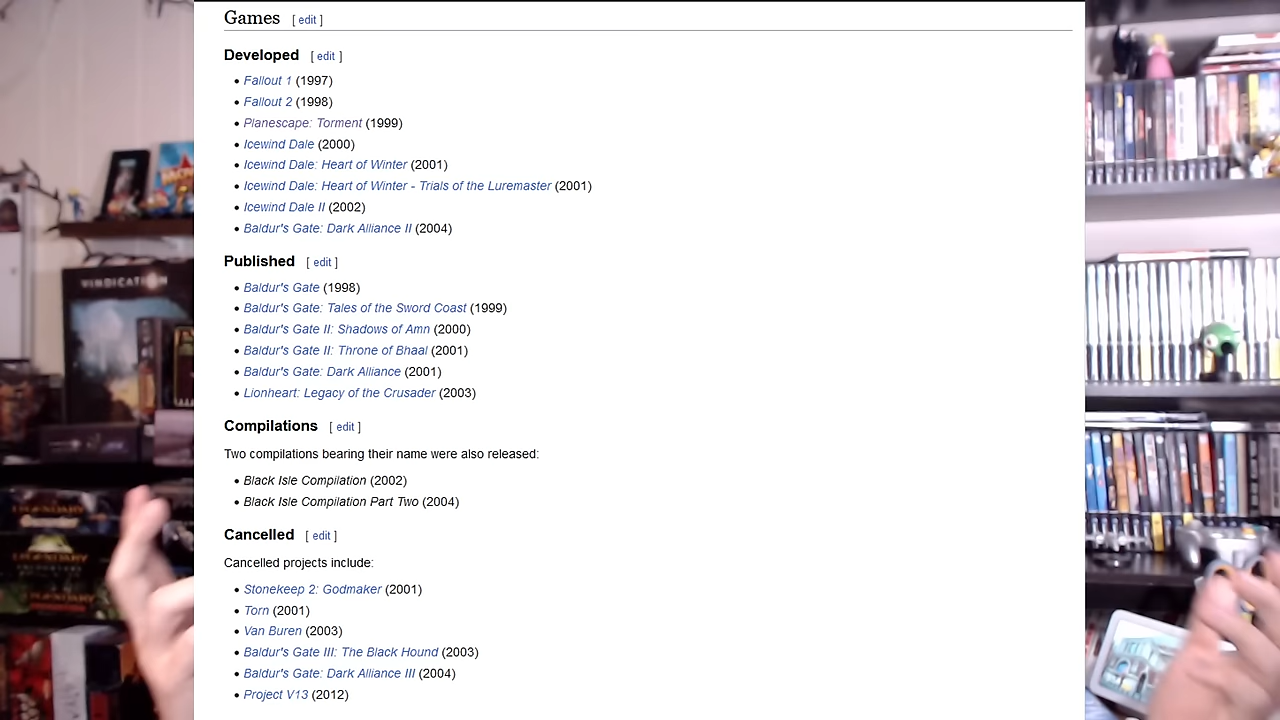 Games [ edit ]
Developed [ edit ]
• Fallout 1 (1997)
• Fallout 2 (1998)
• Planescape: Torment (1999)
• Icewind Dale (2000)
• Icewind Dale: Heart of Winter (2001)
• Icewind Dale: Heart of Winter - Trials of the Luremaster (2001)
• Icewind Dale II (2002)
• Baldur's Gate: Dark Alliance II (2004)
Published [ edit ]
• Baldur's Gate (1998)
• Baldur's Gate: Tales of the Sword Coast (1999)
• Baldur's Gate II: Shadows of Amn (2000)
• Baldur's Gate II: Throne of Bhaal (2001)
• Baldur's Gate: Dark Alliance (2001)
• Lionheart: Legacy of the Crusader (2003)
Compilations [ edit ]
Two compilations bearing their name were also released:
• Black Isle Compilation (2002)
• Black Isle Compilation Part Two (2004)
Cancelled [ edit ]
Cancelled projects include:
• Stonekeep 2: Godmaker (2001)
• Torn (2001)
• Van Buren (2003)
• Baldur's Gate III: The Black Hound (2003)
• Baldur's Gate: Dark Alliance III (2004)
• Project V13 (2012)
VINDICATION
LEGENDARY
LEGENDARY
LEGENDARY